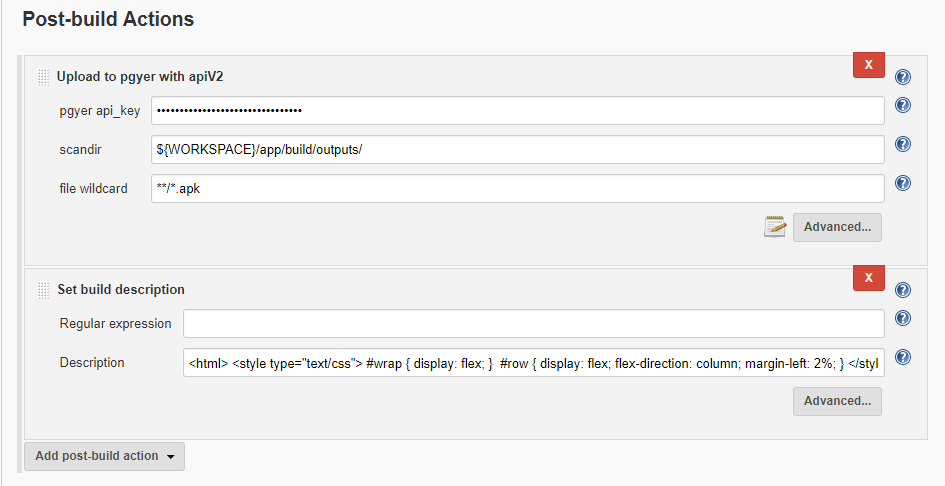 Post-build Actions
X
Upload to pgyer with apiV2
?
pgyer api_key ••••••••••••••••••••••••••••••••
?
scandir ${WORKSPACE}/app/build/outputs/
?
file wildcard **/*.apk
?
Advanced...
X
Set build description
?
Regular expression
?
Description <html> <style type="text/css"> #wrap { display: flex; }  #row { display: flex; flex-direction: column; margin-left: 2%; } </styl
?
Advanced...
Add post-build action